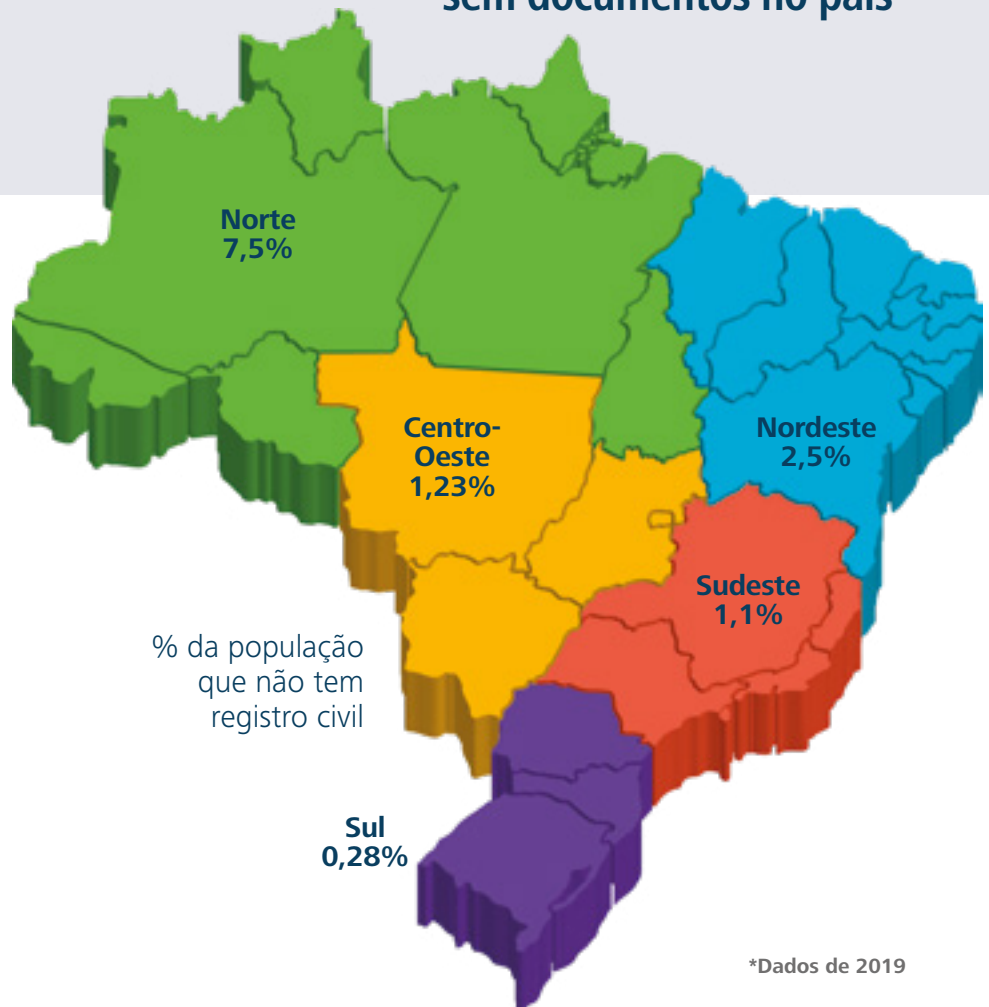 sem documentos no país
Norte
7,5%
Centro-
Oeste
1,23%
Nordeste
2,5%
Sudeste
1,1%
% da população
que não tem
registro civil
Sul
0,28%
*Dados de 2019